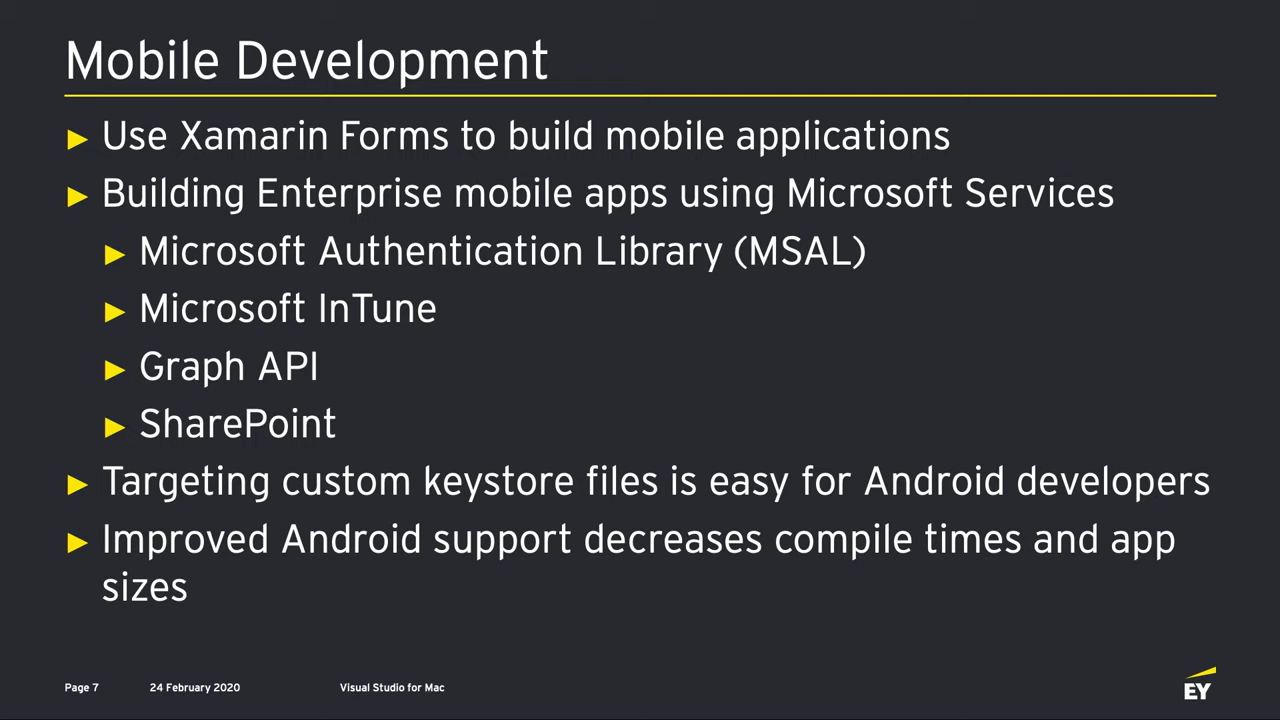 Mobile Development
► Use Xamarin Forms to build mobile applications
► Building Enterprise mobile apps using Microsoft Services
► Microsoft Authentication Library (MSAL)
► Microsoft InTune
► Graph API
► SharePoint
► Targeting custom keystore files is easy for Android developers
► Improved Android support decreases compile times and app
sizes
Page 7 24 February 2020 Visual Studio for Mac
EY